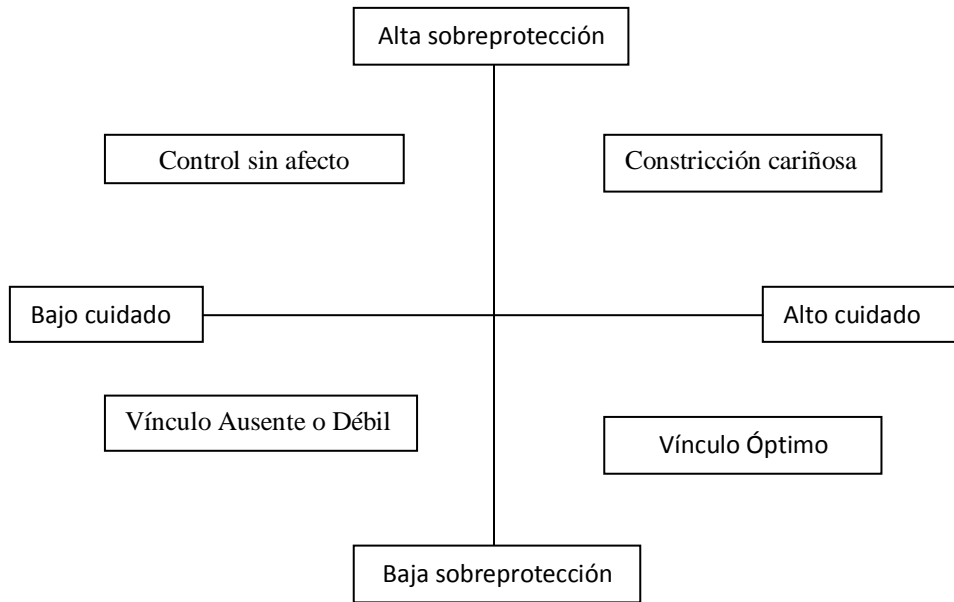 Alta sobreprotección
Control sin afecto
Constricción cariñosa
Bajo cuidado
Alto cuidado
Vínculo Ausente o Débil
Vínculo Óptimo
Baja sobreprotección